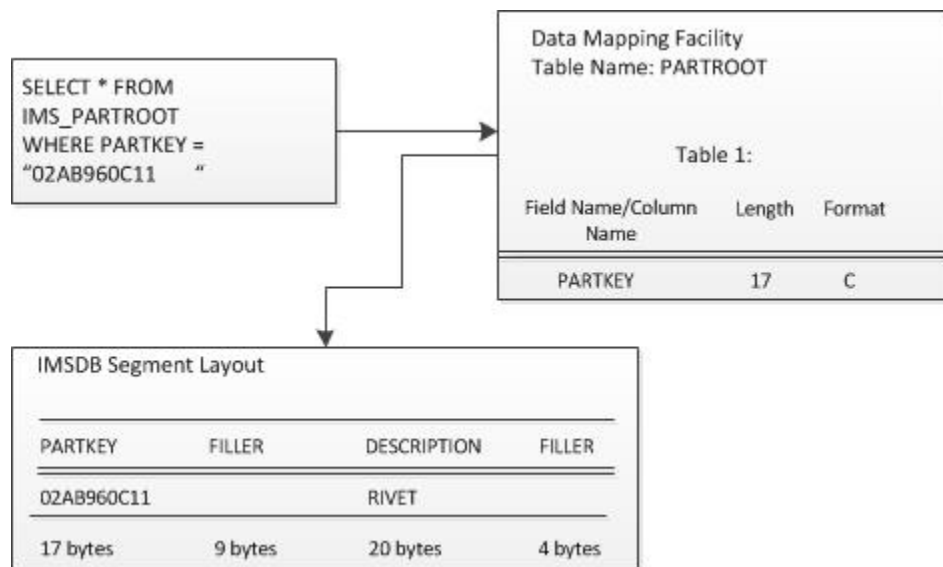 SELECT * FROM
IMS_PARTROOT
WHERE PARTKEY =
"02AB960C11 "
Data Mapping Facility
Table Name: PARTROOT
Table 1:
Field Name/Column Name Length Format
PARTKEY 17 C
IMSDB Segment Layout
PARTKEY FILLER DESCRIPTION FILLER
02AB960C11 RIVET
17 bytes 9 bytes 20 bytes 4 bytes